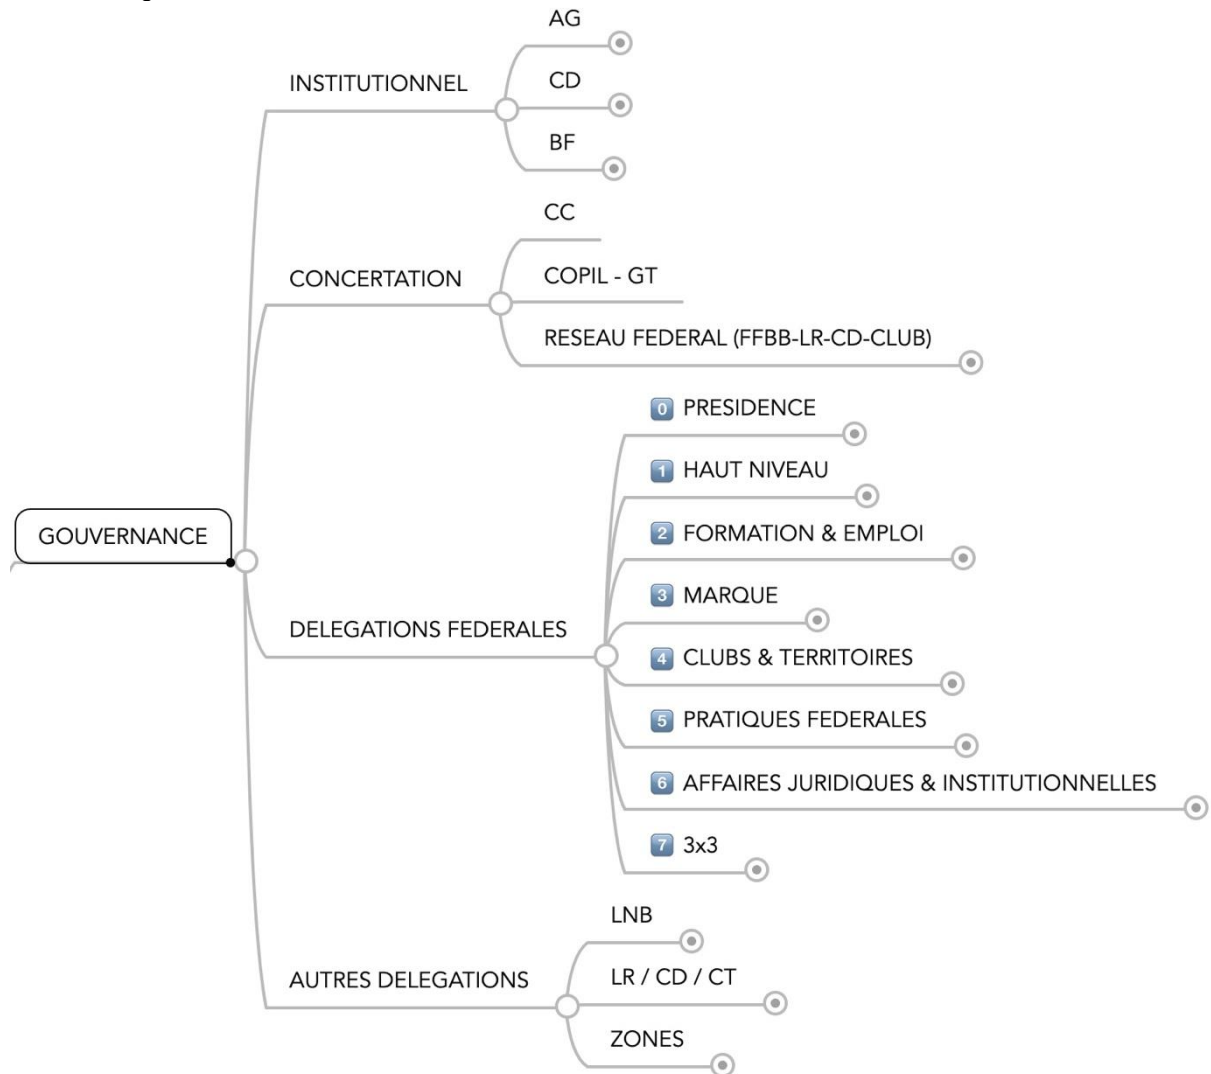 AG
INSTITUTIONNEL
CD
BF
CC
CONCERTATION
COPIL - GT
RESEAU FEDERAL (FFBB-LR-CD-CLUB)
0 PRESIDENCE
1 HAUT NIVEAU
2 FORMATION & EMPLOI
GOUVERNANCE
3 MARQUE
DELEGATIONS FEDERALES
4 CLUBS & TERRITOIRES
5 PRATIQUES FEDERALES
6 AFFAIRES JURIDIQUES & INSTITUTIONNELLES
7 3x3
LNB
AUTRES DELEGATIONS
LR / CD / CT
ZONES